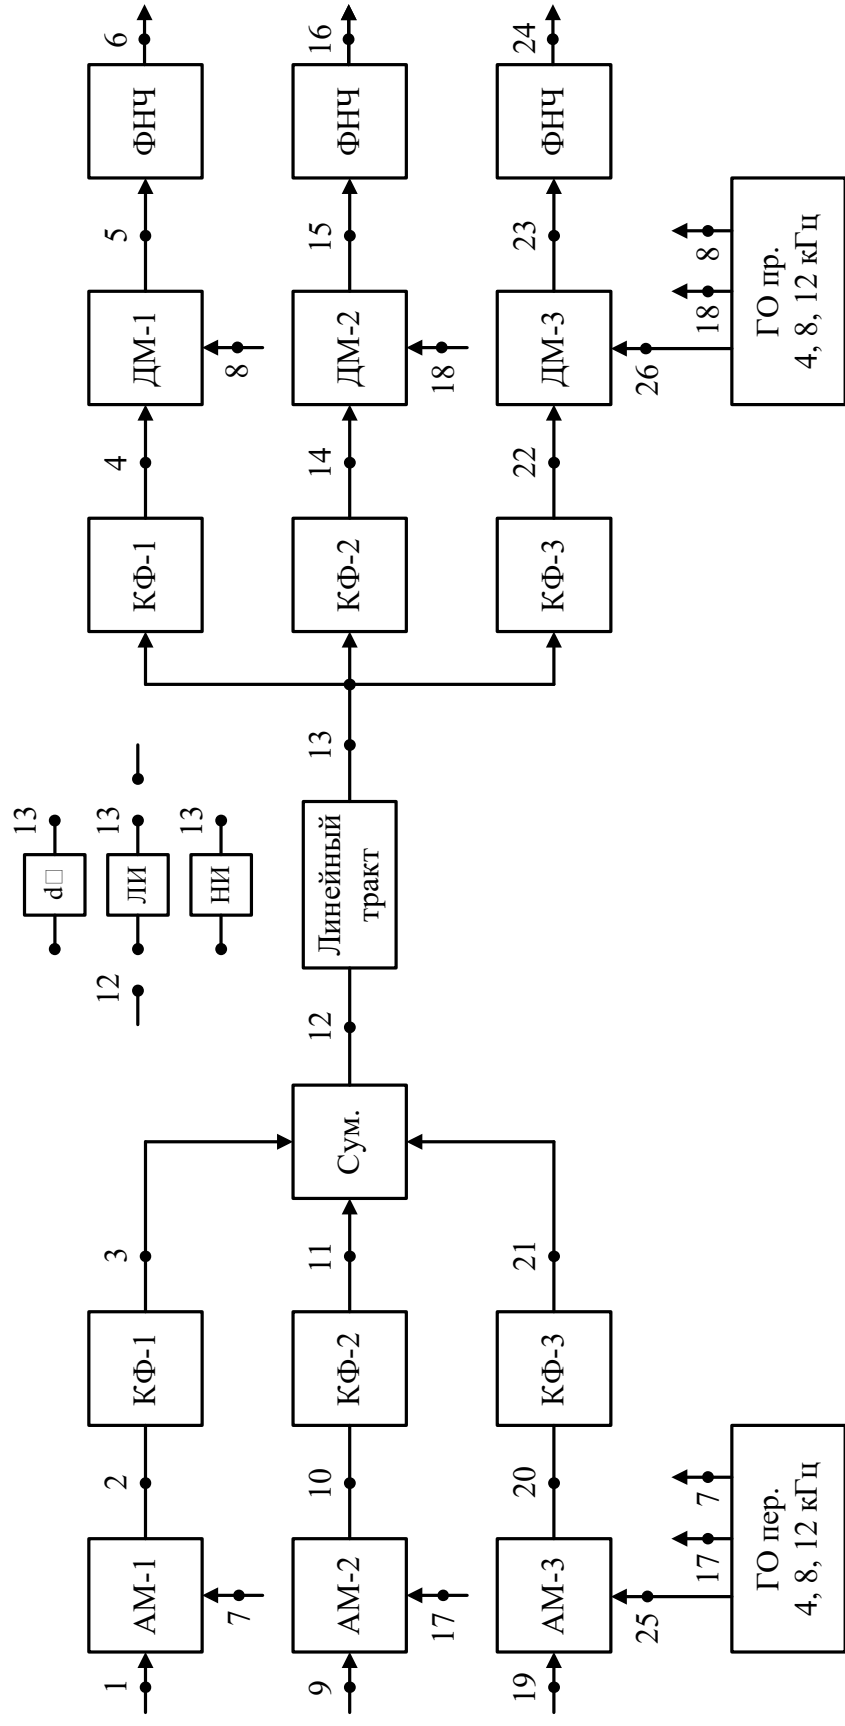 1
АМ-1
2
КФ-1
3
7
12
d□
13
ЛИ
13
НИ
13
КФ-1
4
ДМ-1
5
ФНЧ
6
8
9
АМ-2
10
КФ-2
11
17
Сум.
12
Линейный
тракт
13
КФ-2
14
ДМ-2
15
ФНЧ
16
18
19
АМ-3
20
КФ-3
21
25
17
7
ГО пер.
4, 8, 12 кГц
КФ-3
22
ДМ-3
23
ФНЧ
24
26
18
8
ГО пр.
4, 8, 12 кГц